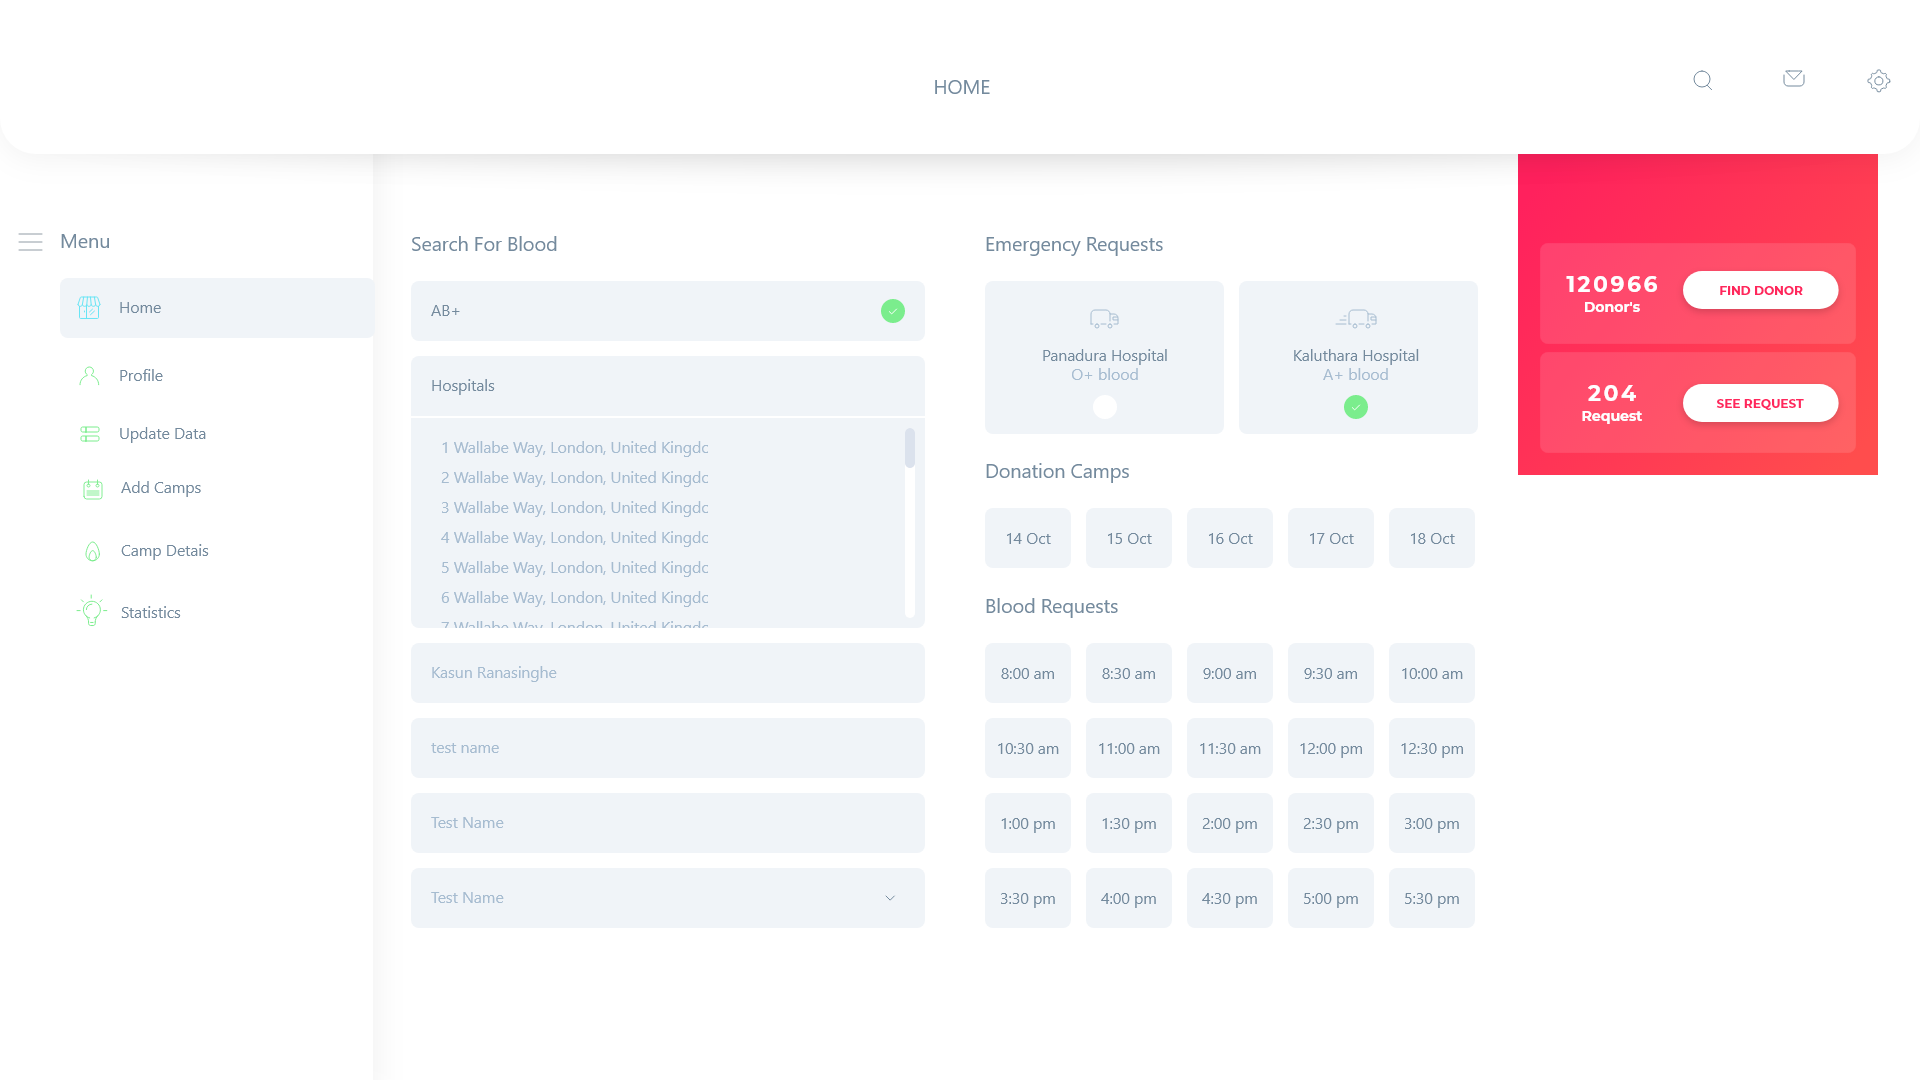 HOME
Menu
Home
Profile
Update Data
Add Camps
Camp Detais
Statistics
Search For Blood
AB+
Hospitals
1 Wallabe Way, London, United Kingdc
2 Wallabe Way, London, United Kingdc
3 Wallabe Way, London, United Kingdc
4 Wallabe Way, London, United Kingdc
5 Wallabe Way, London, United Kingdc
6 Wallabe Way, London, United Kingdc
7 Wallabe Way, London, United Kingdc
Kasun Ranasinghe
test name
Test Name
Test Name
Emergency Requests
Panadura Hospital
O+ blood
Kaluthara Hospital
A+ blood
Donation Camps
14 Oct
15 Oct
16 Oct
17 Oct
18 Oct
Blood Requests
8:00 am
8:30 am
9:00 am
9:30 am
10:00 am
10:30 am
11:00 am
11:30 am
12:00 pm
12:30 pm
1:00 pm
1:30 pm
2:00 pm
2:30 pm
3:00 pm
3:30 pm
4:00 pm
4:30 pm
5:00 pm
5:30 pm
120966
Donor's
FIND DONOR
204
Request
SEE REQUEST